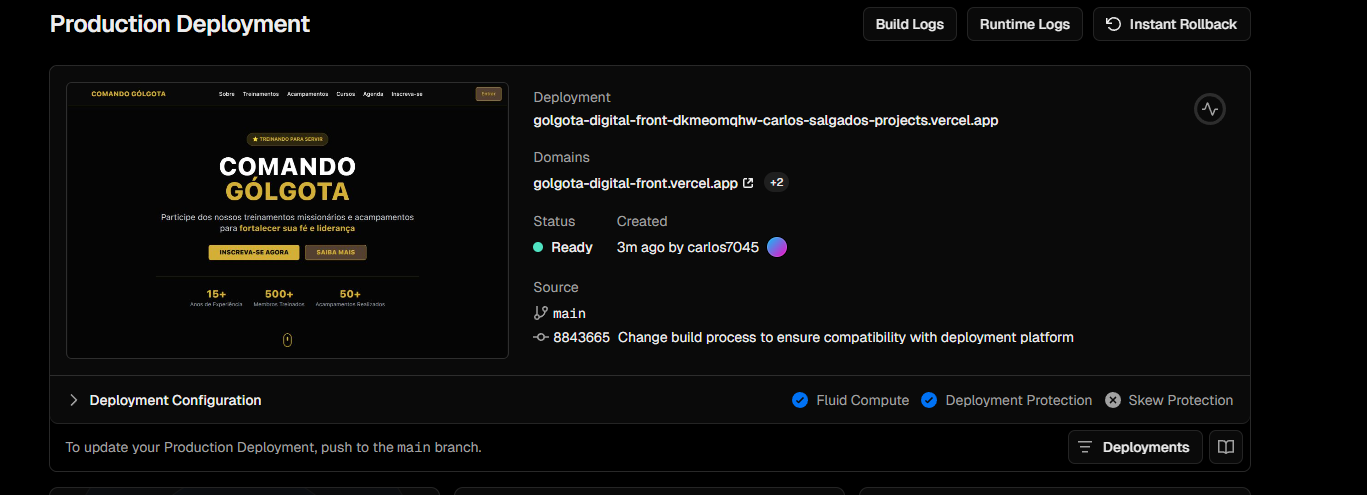 Production Deployment
Build Logs
Runtime Logs
Instant Rollback
COMANDO GÓLGOTA
Sobre Treinamentos Acampamentos Cursos Agenda Inscreva-se
Entrar
TREINANDO PARA SERVIR
COMANDO
GÓLGOTA
Participe dos nossos treinamentos missionários e acampamentos
para fortalecer sua fé e liderança
INSCREVA-SE AGORA
SAIBA MAIS
15+ 500+ 50+
Anos de Experiência Membros Treinados Acampamentos Realizados
Deployment
golgota-digital-front-dkmeomqhw-carlos-salgados-projects.vercel.app
Domains
golgota-digital-front.vercel.app +2
Status Created
Ready 3m ago by carlos7045
Source
main
8843665 Change build process to ensure compatibility with deployment platform
Deployment Configuration
Fluid Compute
Deployment Protection
Skew Protection
To update your Production Deployment, push to the main branch.
Deployments